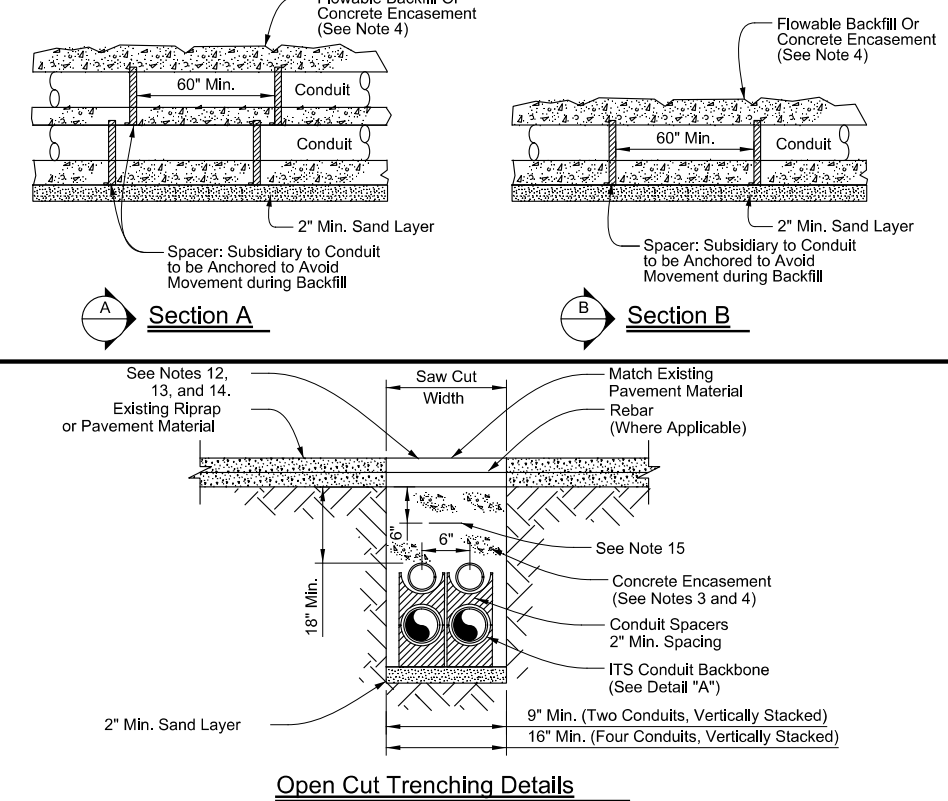 Flowable Backfill Or
Concrete Encasement
(See Note 4)
60" Min.
Conduit
Conduit
2" Min. Sand Layer
Spacer: Subsidiary to Conduit
to be Anchored to Avoid
Movement during Backfill
A
Section A
Flowable Backfill Or
Concrete Encasement
(See Note 4)
60" Min.
Conduit
2" Min. Sand Layer
Spacer: Subsidiary to Conduit
to be Anchored to Avoid
Movement during Backfill
B
Section B
See Notes 12,
13, and 14.
Existing Riprap
or Pavement Material
Saw Cut
Width
Match Existing
Pavement Material
Rebar
(Where Applicable)
6"
6"
18" Min.
See Note 15
Concrete Encasement
(See Notes 3 and 4)
Conduit Spacers
2" Min. Spacing
ITS Conduit Backbone
(See Detail "A")
2" Min. Sand Layer
9" Min. (Two Conduits, Vertically Stacked)
16" Min. (Four Conduits, Vertically Stacked)
Open Cut Trenching Details